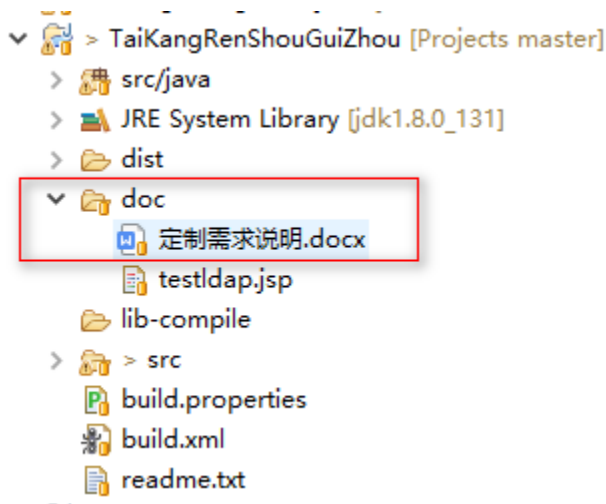 > TaiKangRenShouGuiZhou [Projects master]
src/java
JRE System Library [jdk1.8.0_131]
dist
doc
定制需求说明.docx
testldap.jsp
lib-compile
> src
build.properties
build.xml
readme.txt